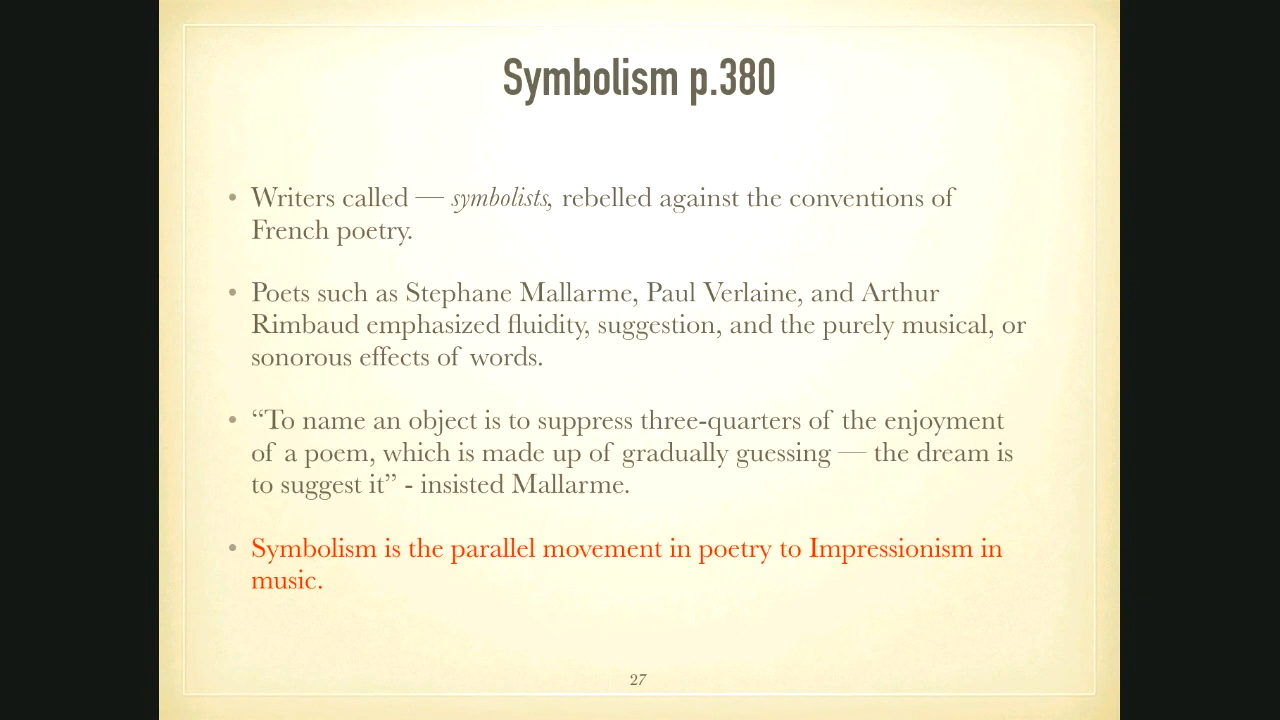 Symbolism p.380
• Writers called — symbolists, rebelled against the conventions of
French poetry.
• Poets such as Stephane Mallarme, Paul Verlaine, and Arthur
Rimbaud emphasized fluidity, suggestion, and the purely musical, or
sonorous effects of words.
• “To name an object is to suppress three-quarters of the enjoyment
of a poem, which is made up of gradually guessing — the dream is
to suggest it” - insisted Mallarme.
• Symbolism is the parallel movement in poetry to Impressionism in
music.
27